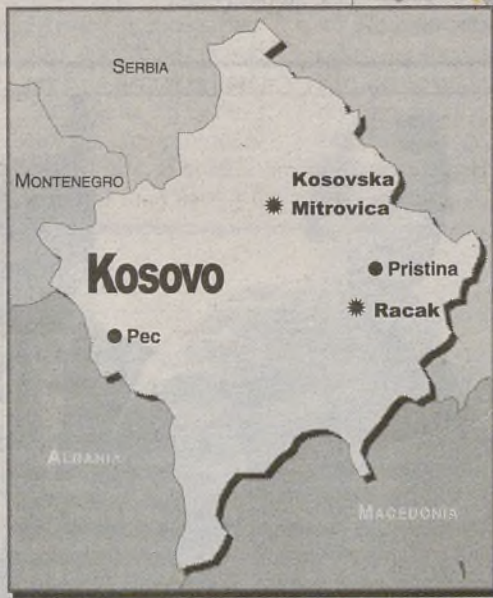 SERBIA
MONTENEGRO
Kosovska
Mitrovica
Kosovo
Pristina
Racak
Pec
ALBANIA
MACEDONIA